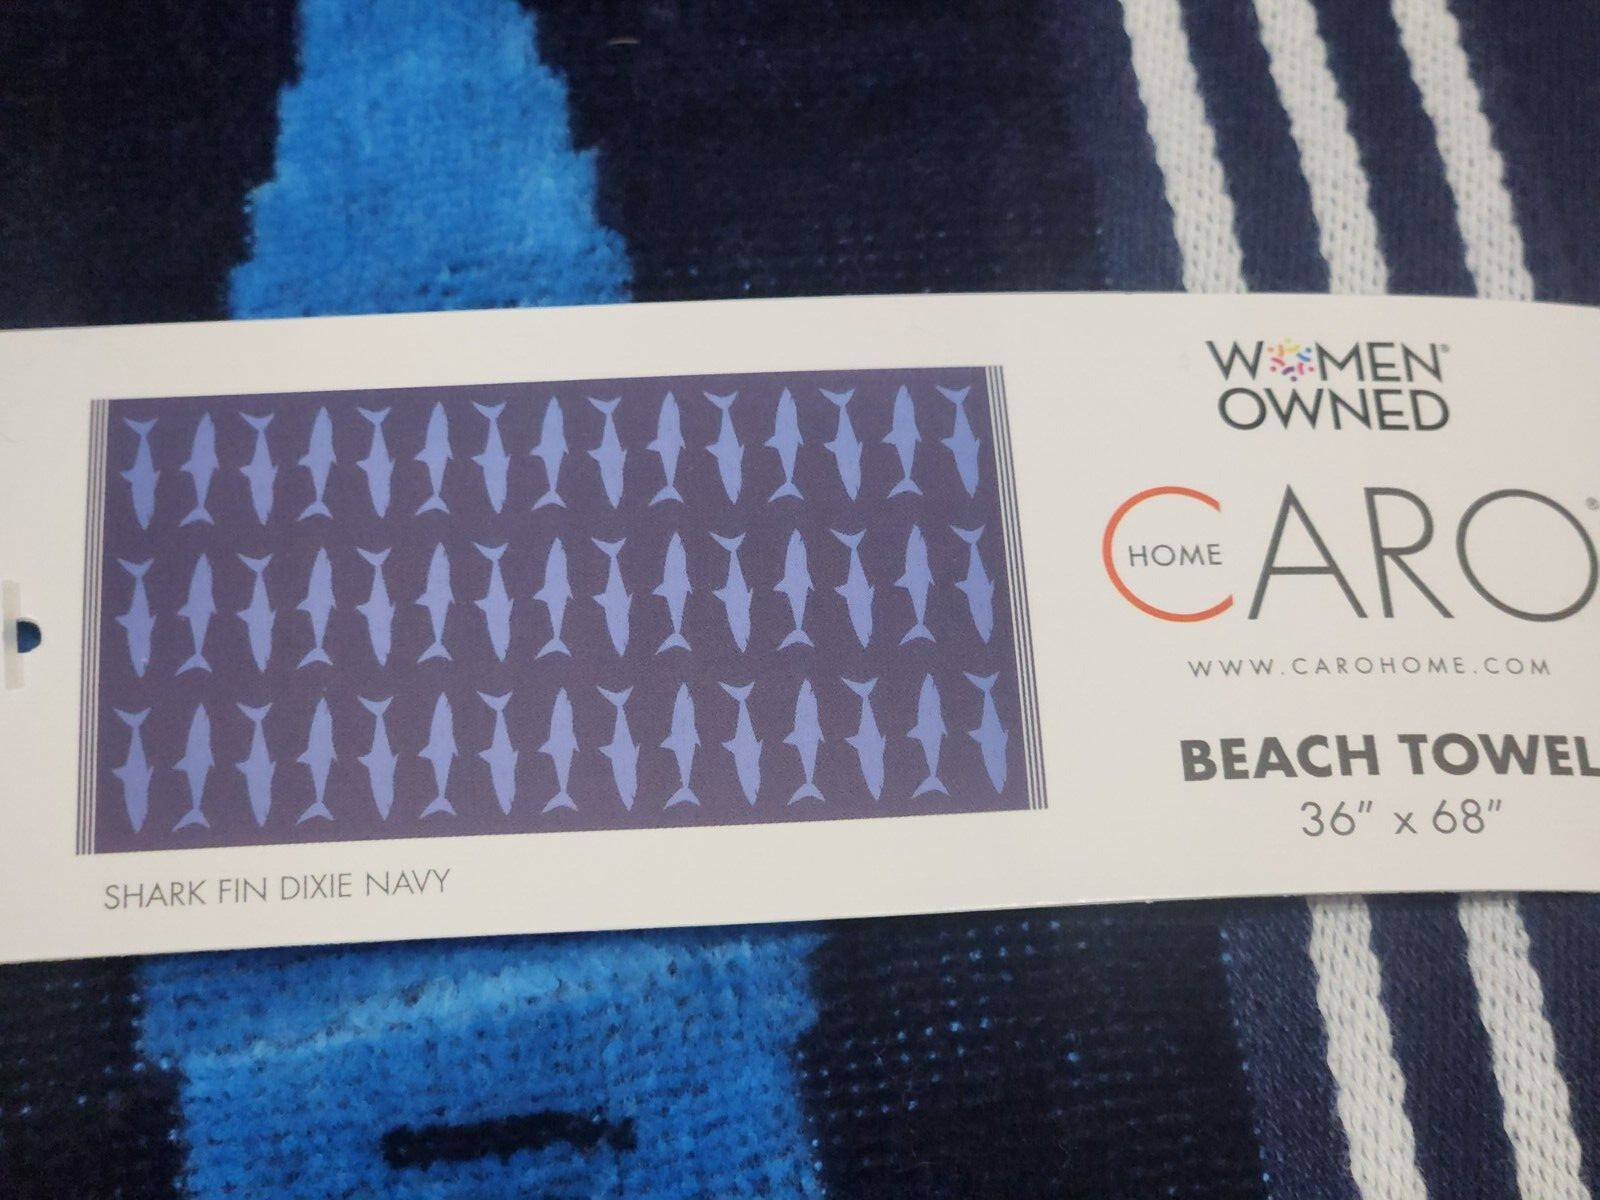 WOMEN®
OWNED
CARO®
HOME
WWW.CAROHOME.COM
BEACH TOWEL
36” x 68”
SHARK FIN DIXIE NAVY